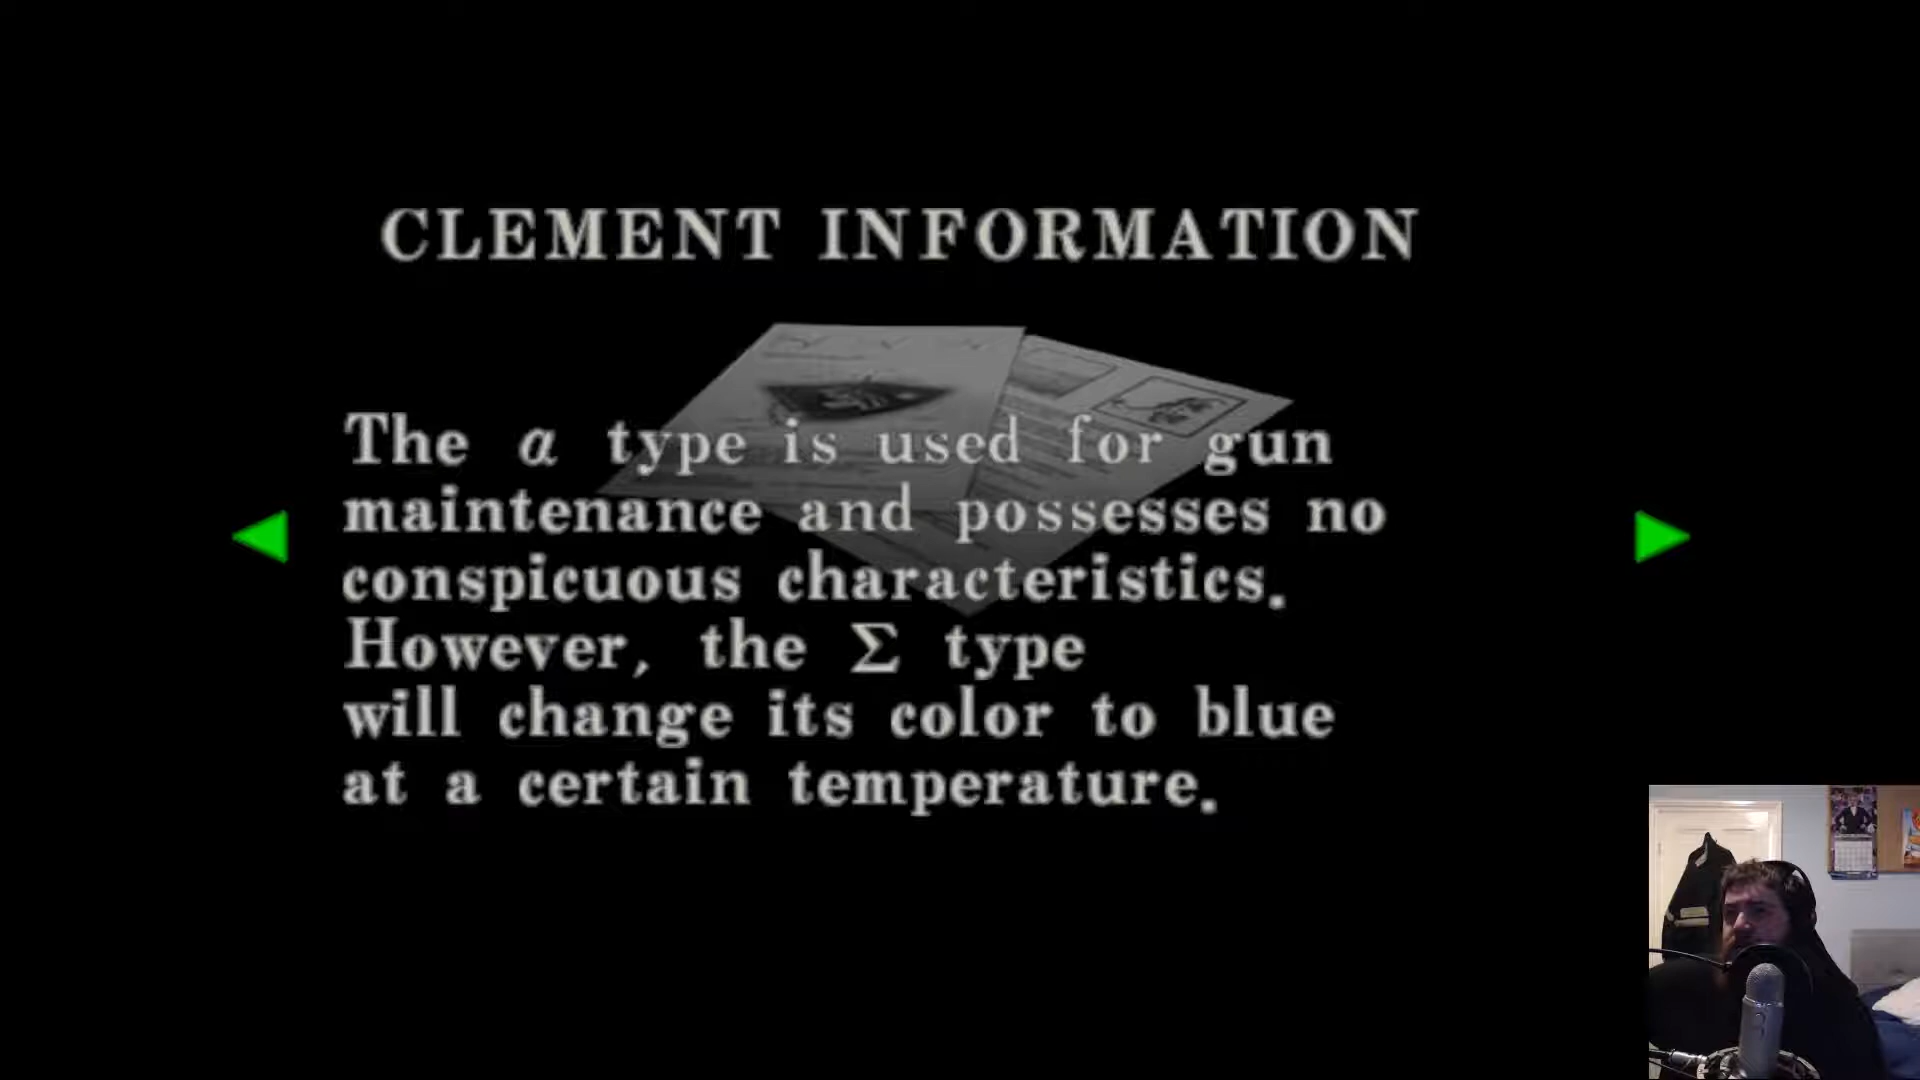 CLEMENT INFORMATION
The α type is used for gun
maintenance and possesses no
conspicuous characteristics.
However, the Σ type
will change its color to blue
at a certain temperature.